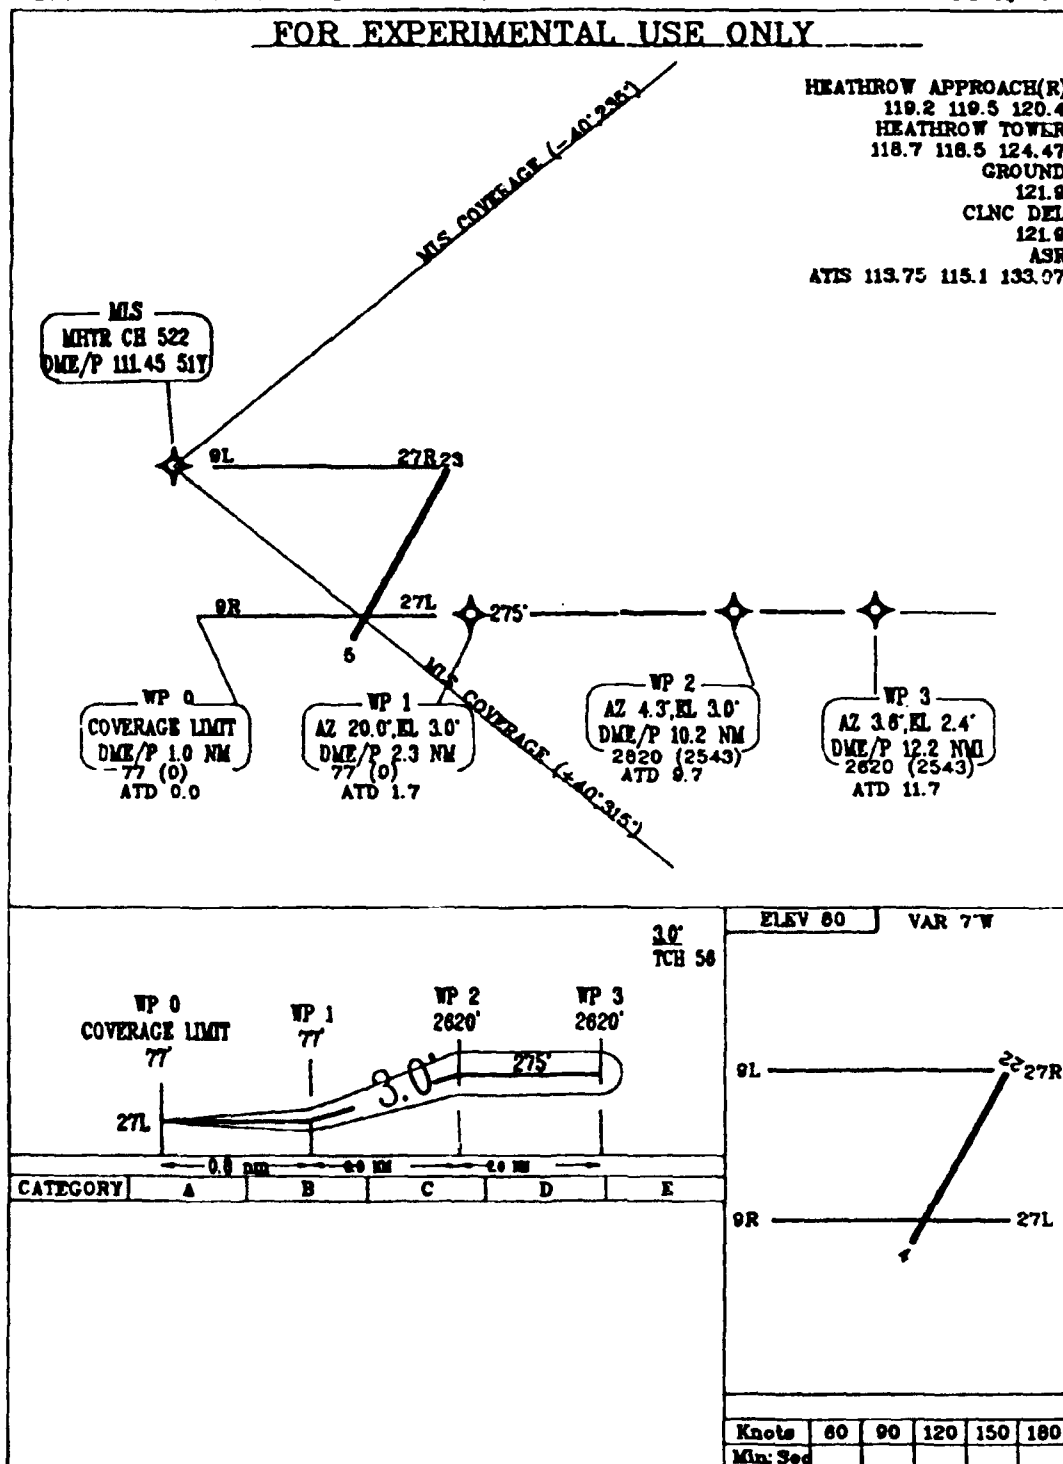 FOR EXPERIMENTAL USE ONLY
HEATHROW APPROACH(R)
119.2 119.5 120.4
HEATHROW TOWER
118.7 118.5 124.47
GROUND
121.9
CLNC DEL
121.9
ASR
ATIS 113.75 115.1 133.07
MLS COVERAGE (-40°,235°)
MLS
MHTR CH 522
DME/P 111.45 51Y
9L
27R
23
9R
27L
275°
5
MLS COVERAGE (+40°,315°)
WP 0
COVERAGE LIMIT
DME/P 1.0 NM
77 (0)
ATD 0.0
WP 1
AZ 20.0°,EL 3.0°
DME/P 2.3 NM
77 (0)
ATD 1.7
WP 2
AZ 4.3°,EL 3.0°
DME/P 10.2 NM
2620 (2543)
ATD 9.7
WP 3
AZ 3.6°,EL 2.4°
DME/P 12.2 NMI
2620 (2543)
ATD 11.7
3.0°
TCH 56
WP 0
COVERAGE LIMIT
77'
WP 1
77'
WP 2
2620'
WP 3
2620'
3.0°
275°
27L
0.8 nm
2.0 NM
CATEGORY A B C D E
ELEV 80
VAR 7°W
9L
22
27R
9R
27L
4
Knots 60 90 120 150 180
Min: Sec